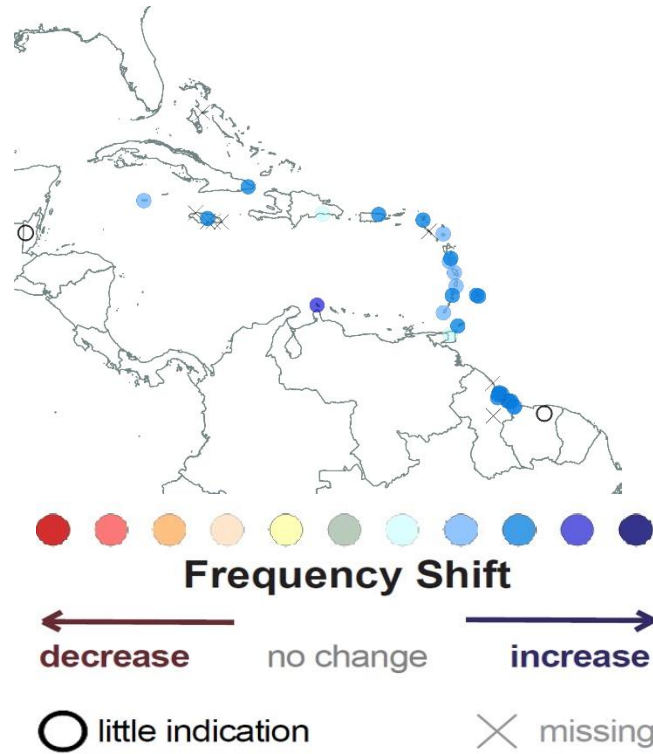 Frequency Shift
decrease no change increase
little indication missing